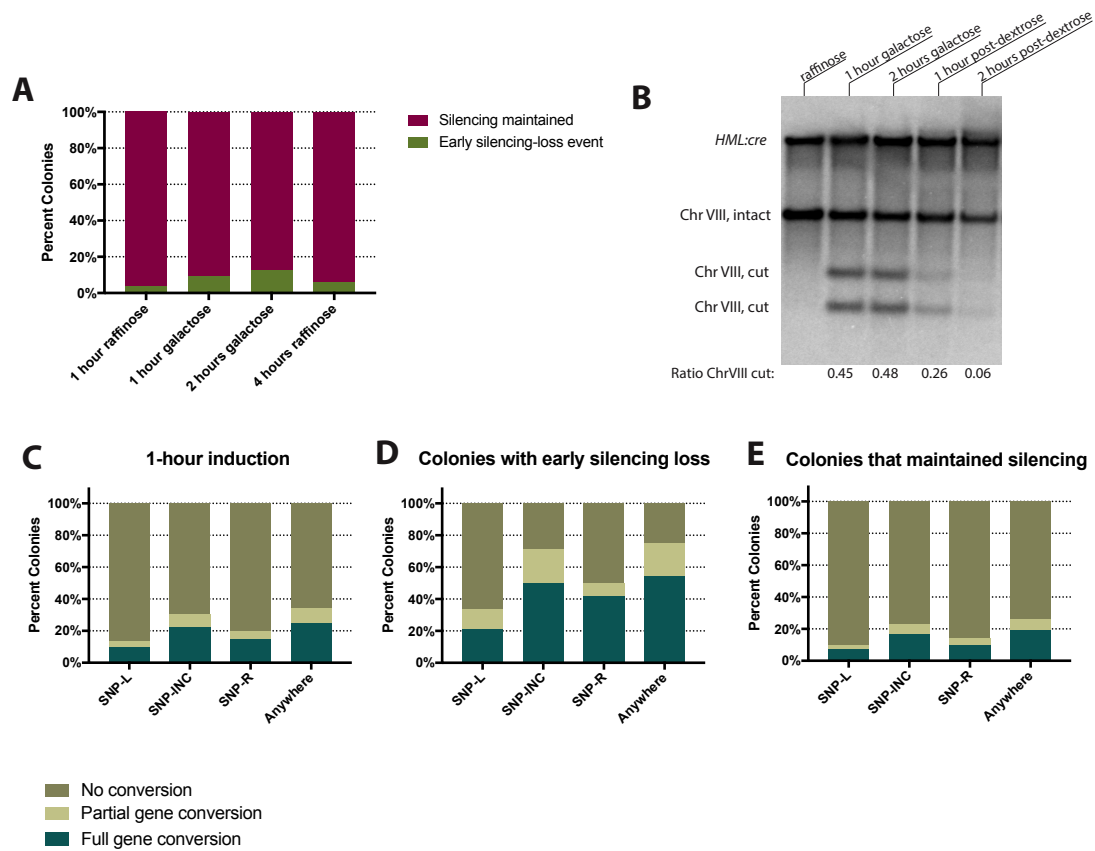 A
Percent Colonies
100%
80%
60%
40%
20%
0%
1 hour raffinose
1 hour galactose
2 hours galactose
4 hours raffinose
Silencing maintained
Early silencing-loss event
B
raffinose
1 hour galactose
2 hours galactose
1 hour post-dextrose
2 hours post-dextrose
HML:cre
Chr VIII, intact
Chr VIII, cut
Chr VIII, cut
Ratio ChrVIII cut: 0.45 0.48 0.26 0.06
C
1-hour induction
Percent Colonies
100%
80%
60%
40%
20%
0%
SNP-L
SNP-INC
SNP-R
Anywhere
D
Colonies with early silencing loss
Percent Colonies
100%
80%
60%
40%
20%
0%
SNP-L
SNP-INC
SNP-R
Anywhere
E
Colonies that maintained silencing
Percent Colonies
100%
80%
60%
40%
20%
0%
SNP-L
SNP-INC
SNP-R
Anywhere
No conversion
Partial gene conversion
Full gene conversion